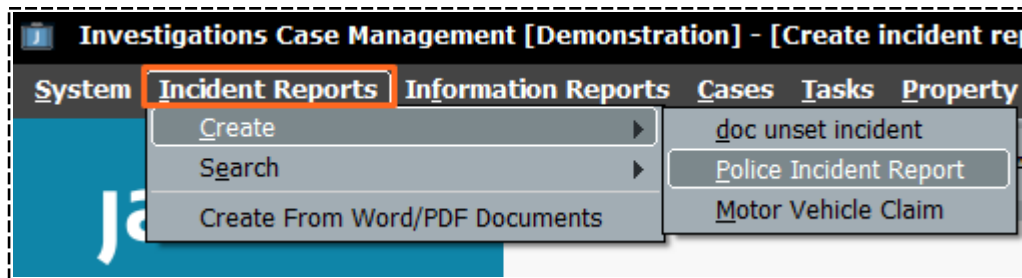 Investigations Case Management [Demonstration] - [Create incident rep
System Incident Reports Information Reports Cases Tasks Property
Create
Search
Create From Word/PDF Documents
doc unset incident
Police Incident Report
Motor Vehicle Claim